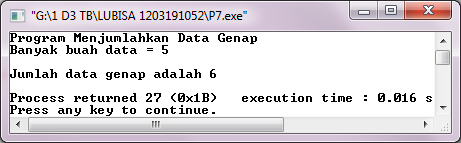 "G:\1 D3 TB\LUBISA 1203191052\P7.exe"
Program Menjumlahkan Data Genap
Banyak buah data = 5
Jumlah data genap adalah 6
Process returned 27 (0x1B)   execution time : 0.016 s
Press any key to continue.